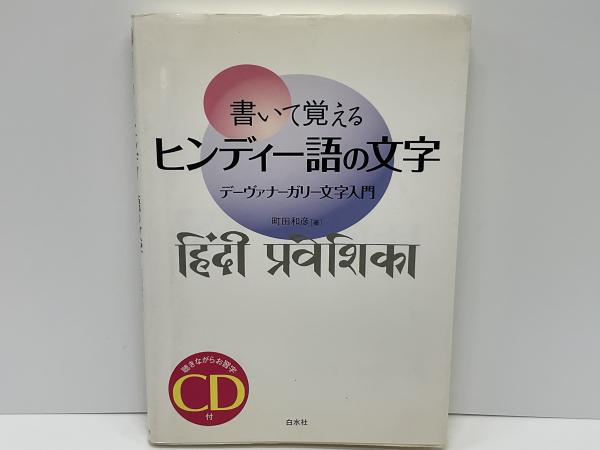 書いて覚える
ヒンディー語の文字
デーヴァナーガリー文字入門
町田和彦[著]
हिंदी प्रवेशिका
聴きながらお習字
CD
付
白水社